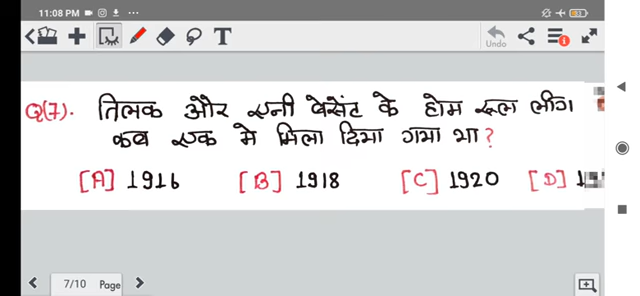 11:08 PM
Undo
Q(7). तिलक और एनी बेसेंट के होम रूल लीग
कब एक मे मिला दिया गया था?
[A] 1916 [B] 1918 [C] 1920 [D]
7/10 Page